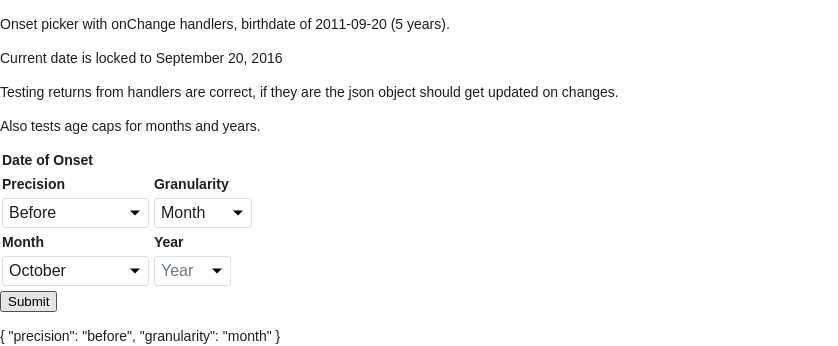 Onset picker with onChange handlers, birthdate of 2011-09-20 (5 years).
Current date is locked to September 20, 2016
Testing returns from handlers are correct, if they are the json object should get updated on changes.
Also tests age caps for months and years.
Date of Onset
Precision Granularity
Before Month
Month Year
October Year
Submit
{ "precision": "before", "granularity": "month" }